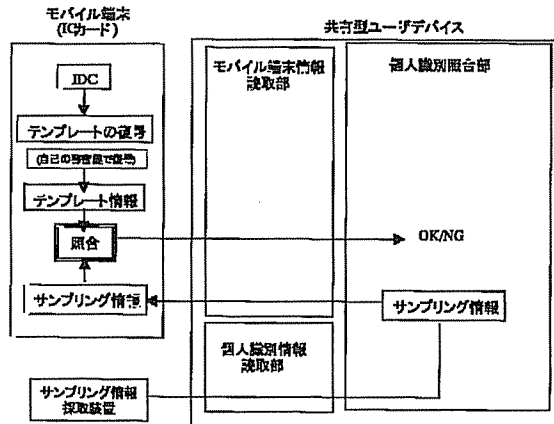 モバイル端末
(ICカード)
共有型ユーザデバイス
モバイル端末情報
読取部
個人識別照合部
IDC
テンプレートの復号
(自己の秘密鍵で復号)
テンプレート情報
照合
OK/NG
サンプリング情報
サンプリング情報
個人識別情報
読取部
サンプリング情報
採取装置